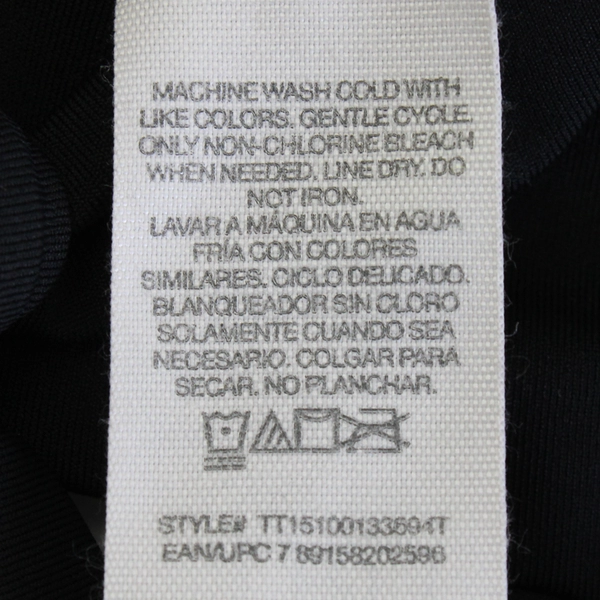 MACHINE WASH COLD WITH
LIKE COLORS. GENTLE CYCLE.
ONLY NON-CHLORINE BLEACH
WHEN NEEDED. LINE DRY. DO
NOT IRON.
LAVAR A MÁQUINA EN AGUA
FRÍA CON COLORES
SIMILARES. CICLO DELICADO.
BLANQUEADOR SIN CLORO
SOLAMENTE CUANDO SEA
NECESARIO. COLGAR PARA
SECAR. NO PLANCHAR.
STYLE# TT15100133594T
EAN/UPC 7 89158202596